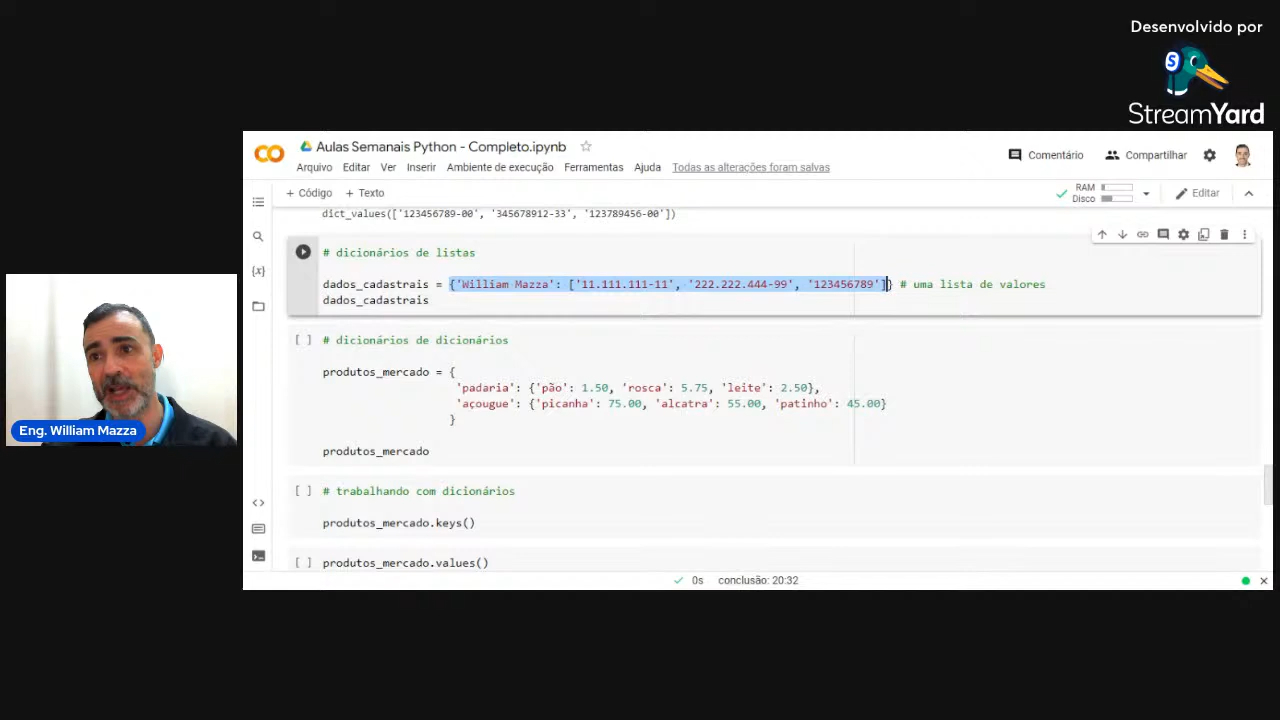 Desenvolvido por
StreamYard
Aulas Semanais Python - Completo.ipynb
Arquivo Editar Ver Inserir Ambiente de execução Ferramentas Ajuda Todas as alterações foram salvas
Comentário Compartilhar
+ Código + Texto
RAM
Disco
Editar
dict_values(['123456789-00', '345678912-33', '123789456-00'])
# dicionários de listas
dados_cadastrais = {'William Mazza': ['11.111.111-11', '222.222.444-99', '123456789']} # uma lista de valores
dados_cadastrais
[ ] # dicionários de dicionários
produtos_mercado = {
'padaria': {'pão': 1.50, 'rosca': 5.75, 'leite': 2.50},
'açougue': {'picanha': 75.00, 'alcatra': 55.00, 'patinho': 45.00}
}
produtos_mercado
[ ] # trabalhando com dicionários
produtos_mercado.keys()
[ ] produtos_mercado.values()
0s conclusão: 20:32
Eng. William Mazza